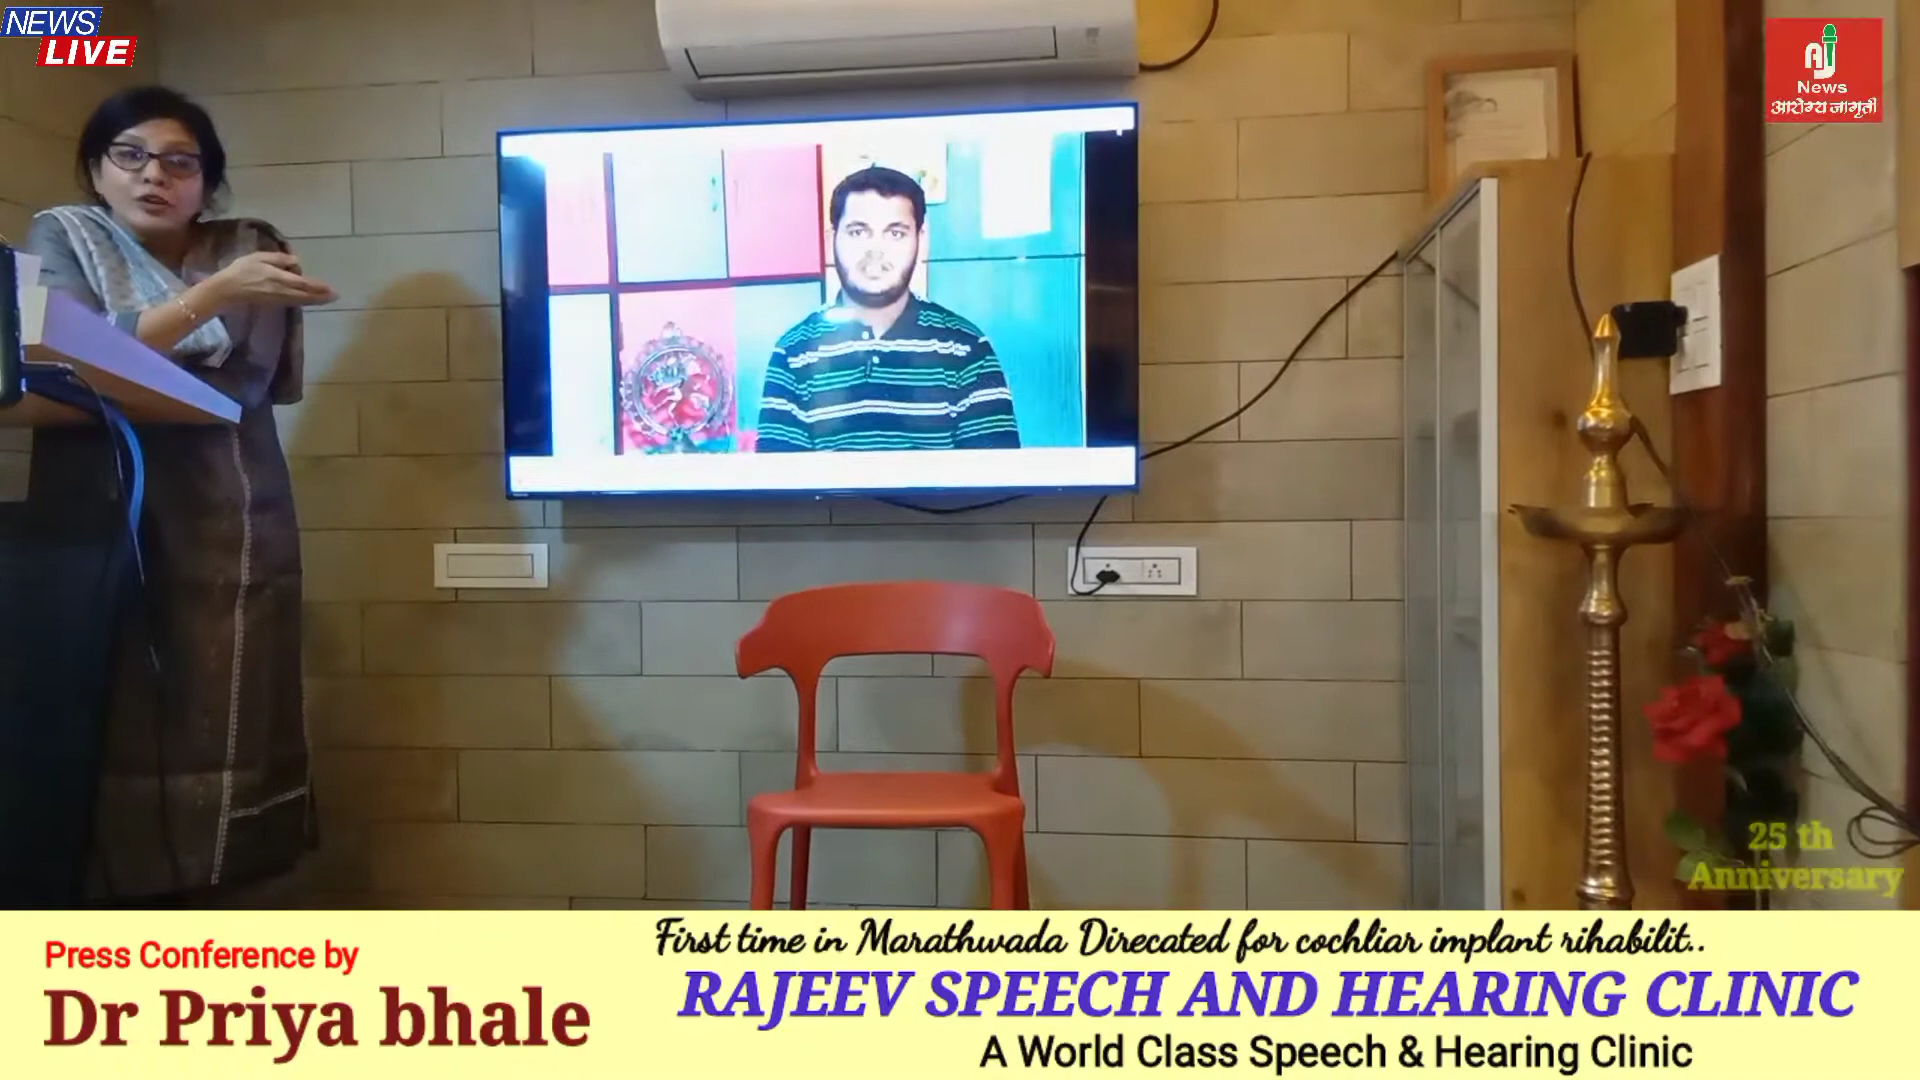 NEWS
LIVE
AJ
News
आरोग्य जागृती
25 th
Anniversary
Press Conference by
Dr Priya bhale
First time in Marathwada Direcated for cochliar implant rihabilit..
RAJEEV SPEECH AND HEARING CLINIC
A World Class Speech & Hearing Clinic